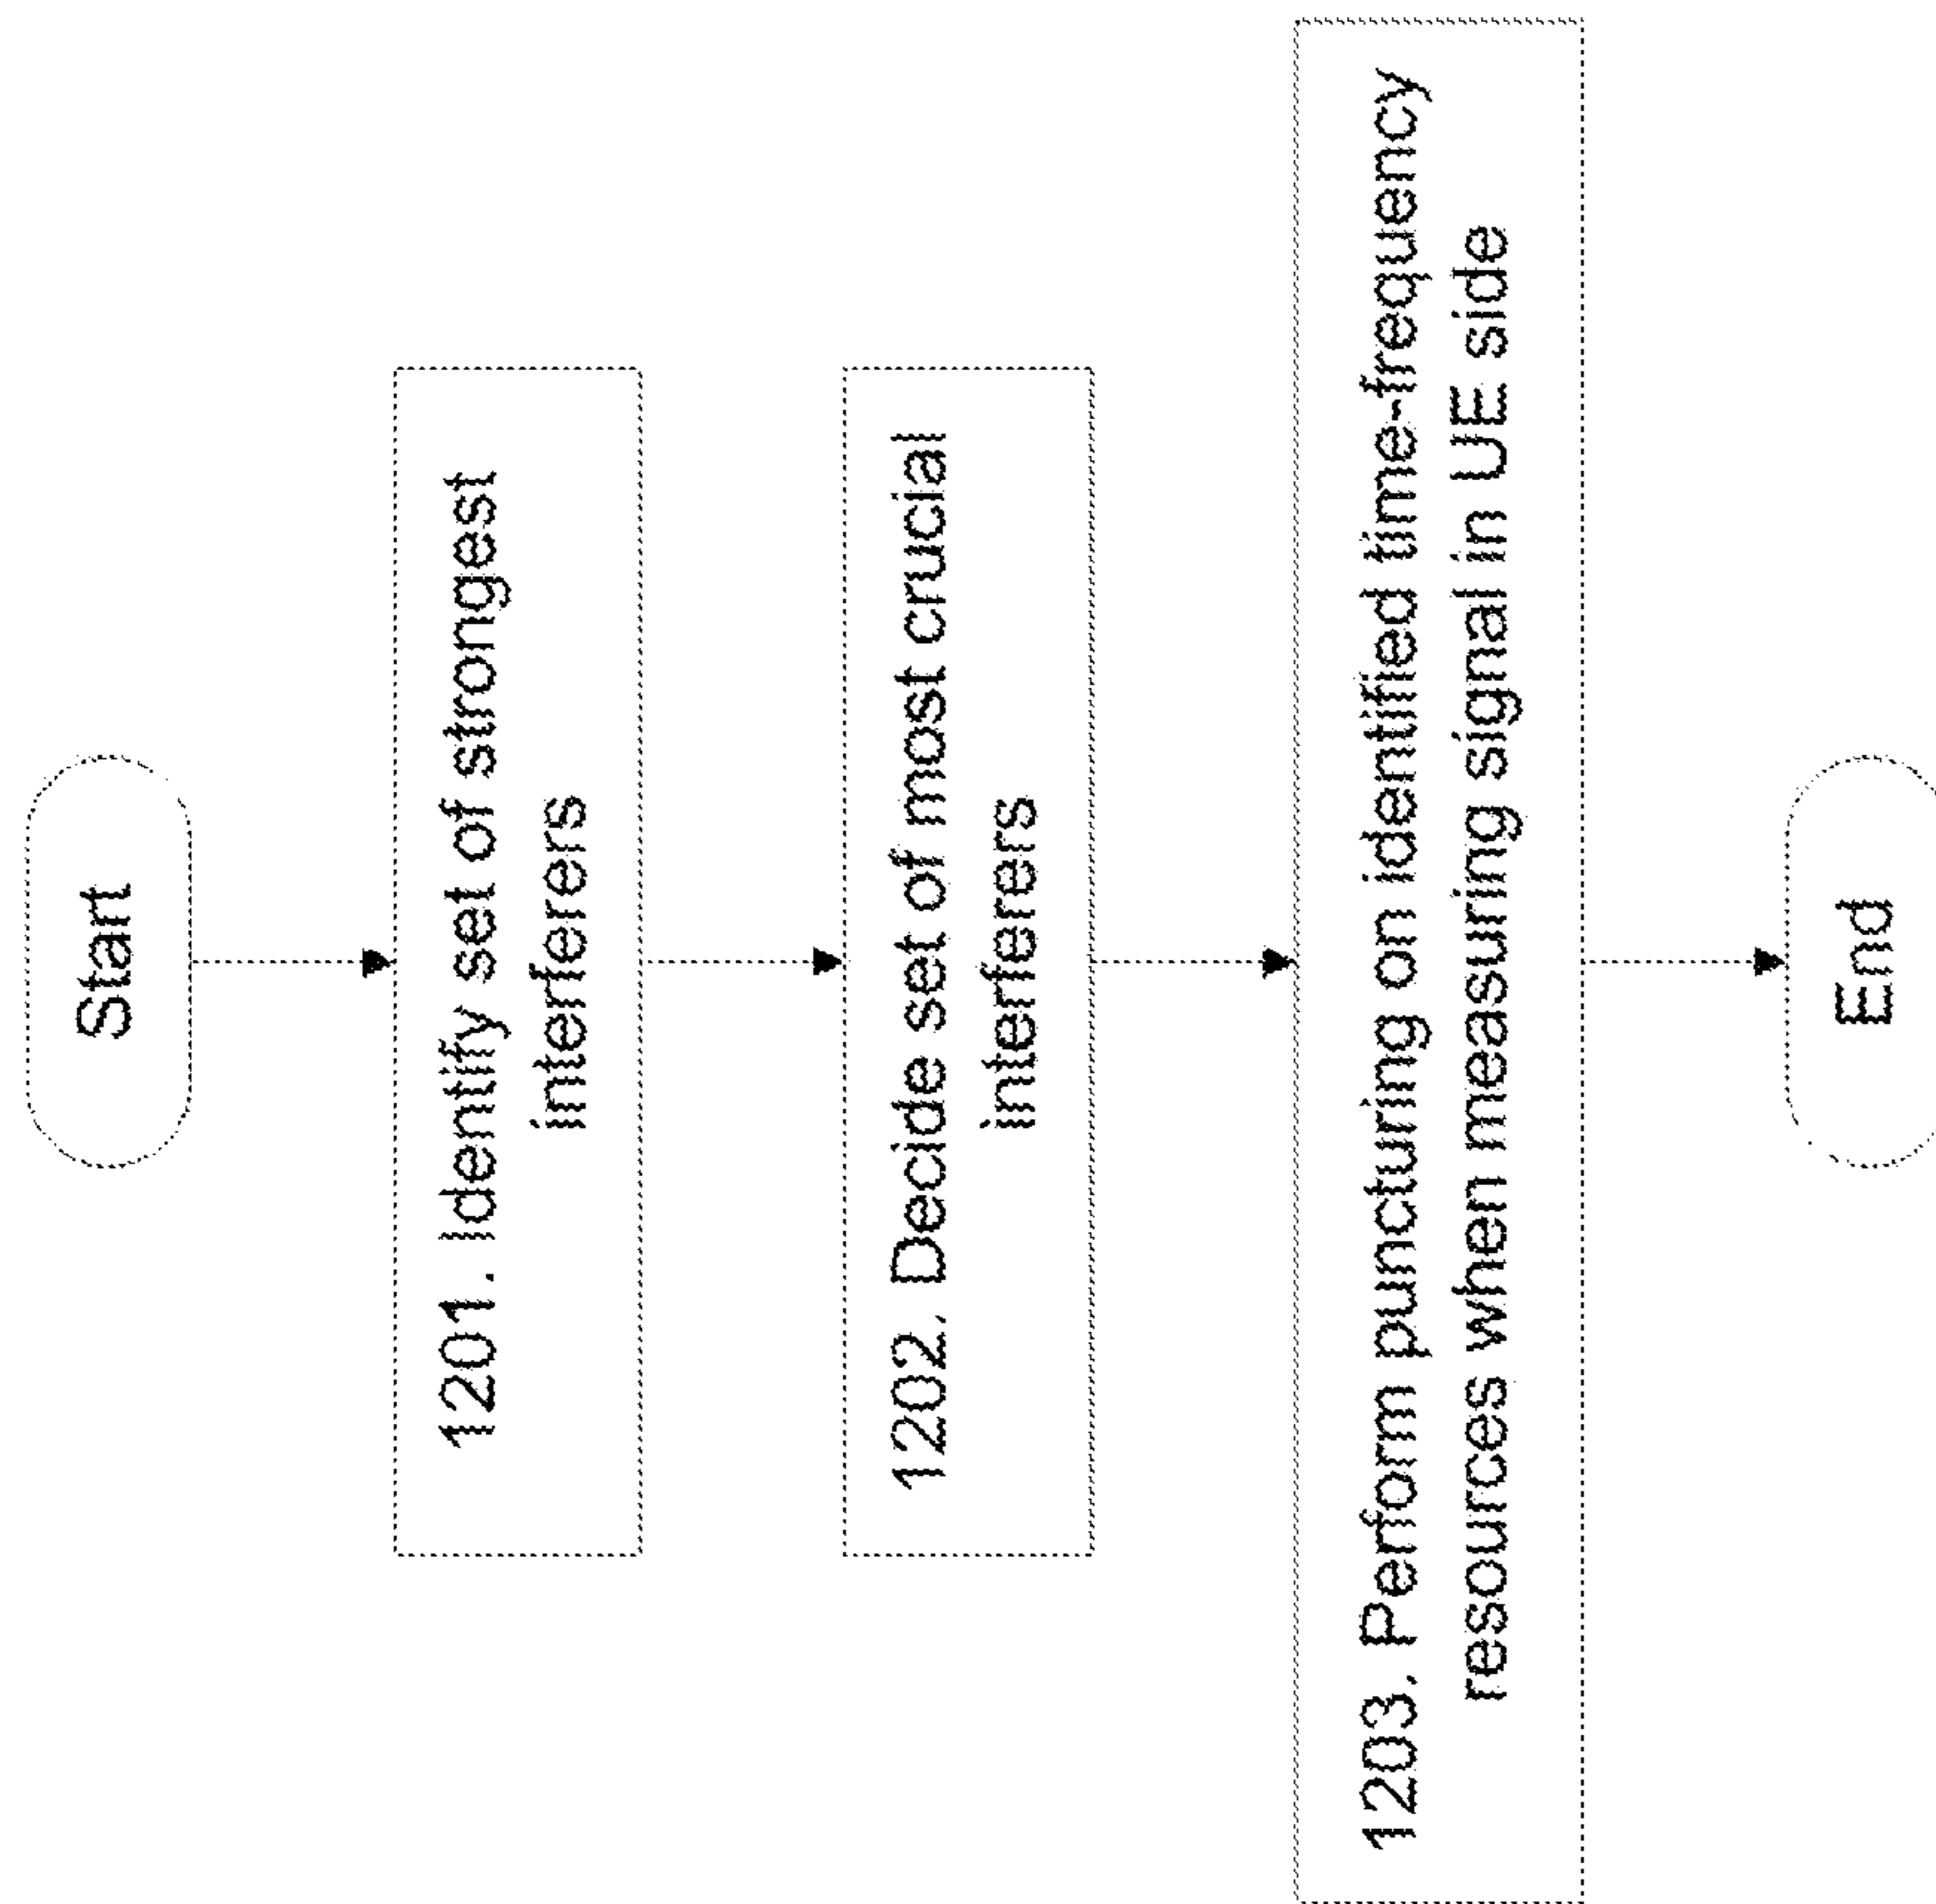 Start
1201. Identify set of strongest
interferers
1202. Decide set of most crucial
interferers
1203. Perform puncturing on identified time-frequency
resources when measuring signal in UE side
End